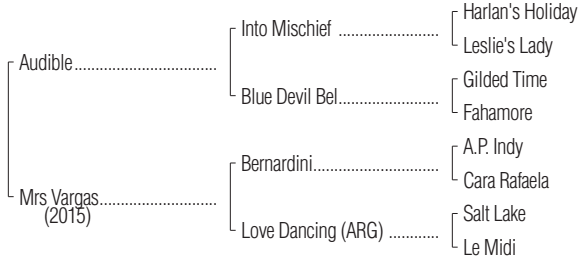 Harlan's Holiday
Into Mischief ........................
Leslie's Lady
Audible..................................
Gilded Time
Blue Devil Bel........................
Fahamore
A.P. Indy
Bernardini..............................
Cara Rafaela
Mrs Vargas............................
(2015)
Salt Lake
Love Dancing (ARG) ............
Le Midi